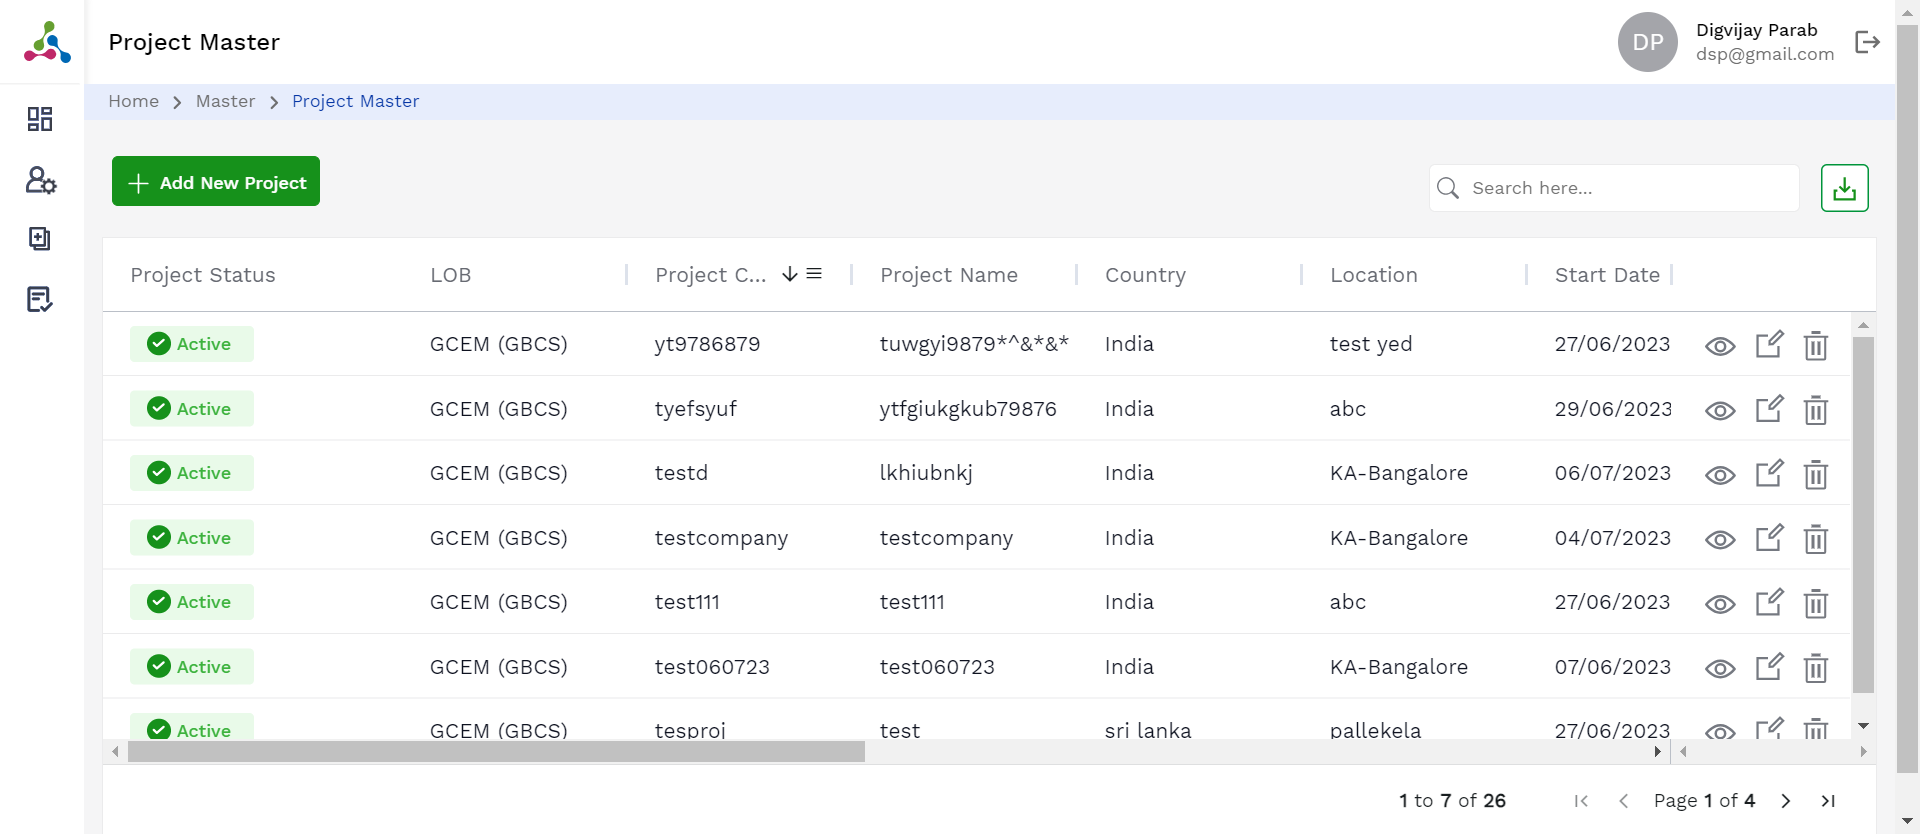 Project Master
DP
Digvijay Parab
dsp@gmail.com
Home > Master > Project Master
Add New Project
Search here...
Project Status LOB Project C... Project Name Country Location Start Date
Active GCEM (GBCS) yt9786879 tuwgyi9879*^&*&* India test yed 27/06/2023
Active GCEM (GBCS) tyefsyuf ytfgiukgkub79876 India abc 29/06/2023
Active GCEM (GBCS) testd lkhiubnkj India KA-Bangalore 06/07/2023
Active GCEM (GBCS) testcompany testcompany India KA-Bangalore 04/07/2023
Active GCEM (GBCS) test111 test111 India abc 27/06/2023
Active GCEM (GBCS) test060723 test060723 India KA-Bangalore 07/06/2023
Active GCEM (GBCS) tesproj test sri lanka pallekela 27/06/2023
1 to 7 of 26 Page 1 of 4